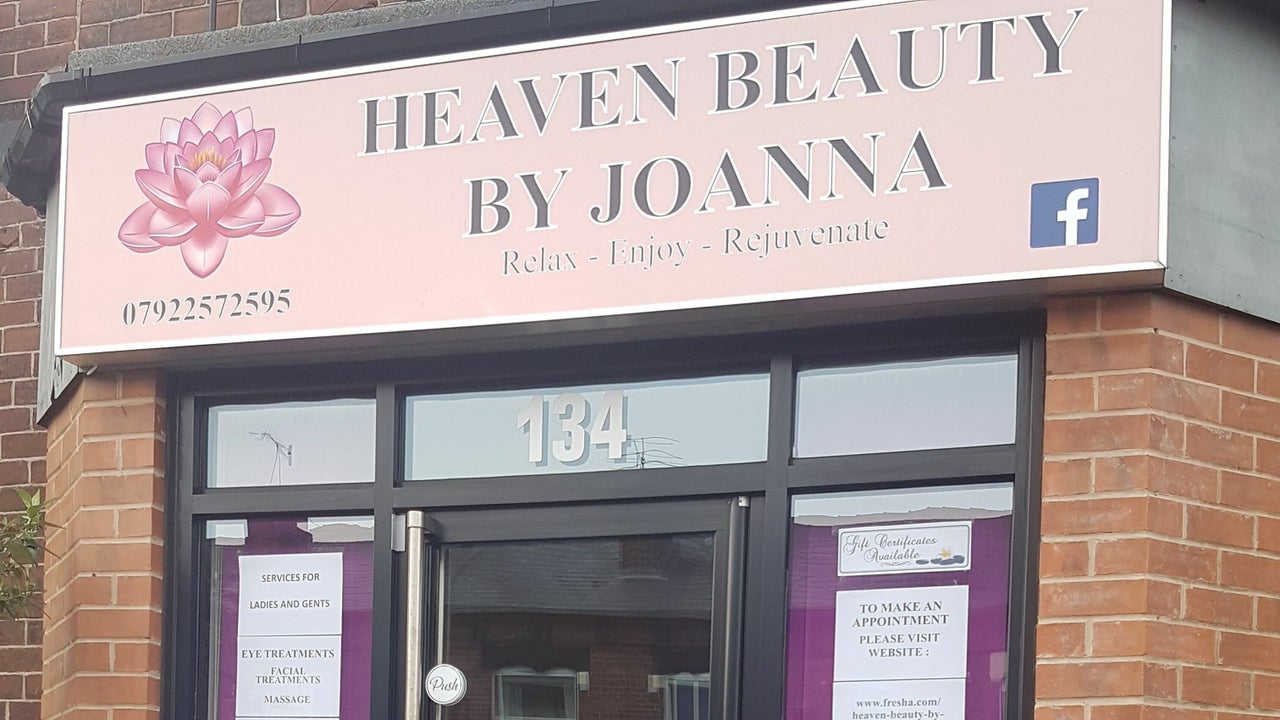 HEAVEN BEAUTY
BY JOANNA
Relax - Enjoy - Rejuvenate
f
07922572595
134
SERVICES FOR
LADIES AND GENTS
EYE TREATMENTS
FACIAL
TREATMENTS
MASSAGE
Push
Gift Certificates
Available
TO MAKE AN
APPOINTMENT
PLEASE VISIT
WEBSITE :
www.fresha.com/
heaven-beauty-by-